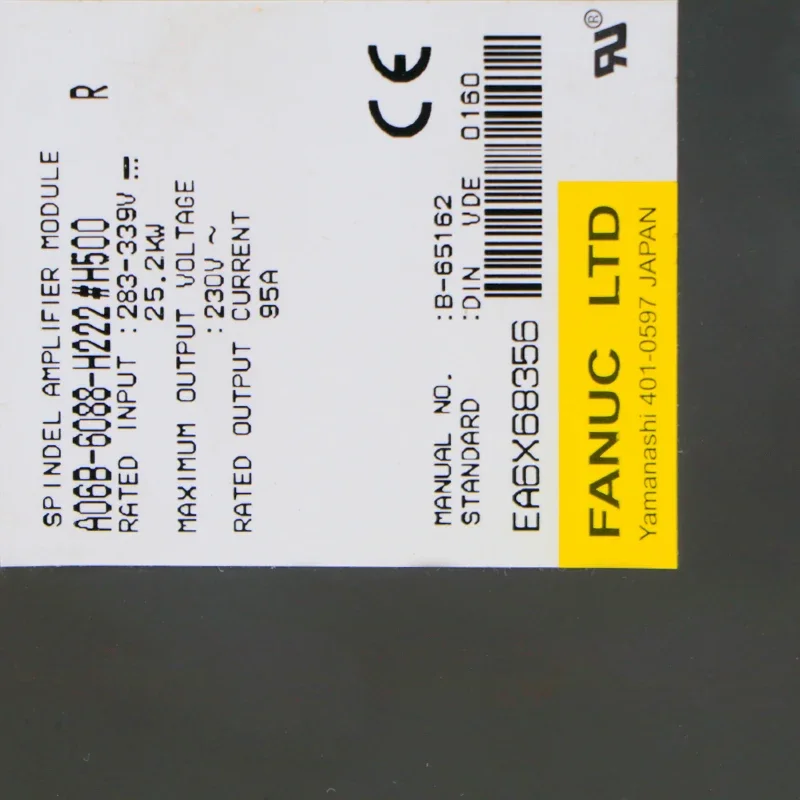 SPINDEL AMPLIFIER MODULE
A06B-6088-H222#H500 R
RATED INPUT :283-339V ⎓
25.2KW
MAXIMUM OUTPUT VOLTAGE
:230V ~
RATED OUTPUT CURRENT
95A
CE
MANUAL NO. :B-65162
STANDARD :DIN VDE 0160
EA6X68356
FANUC LTD
Yamanashi 401-0597 JAPAN
RU®